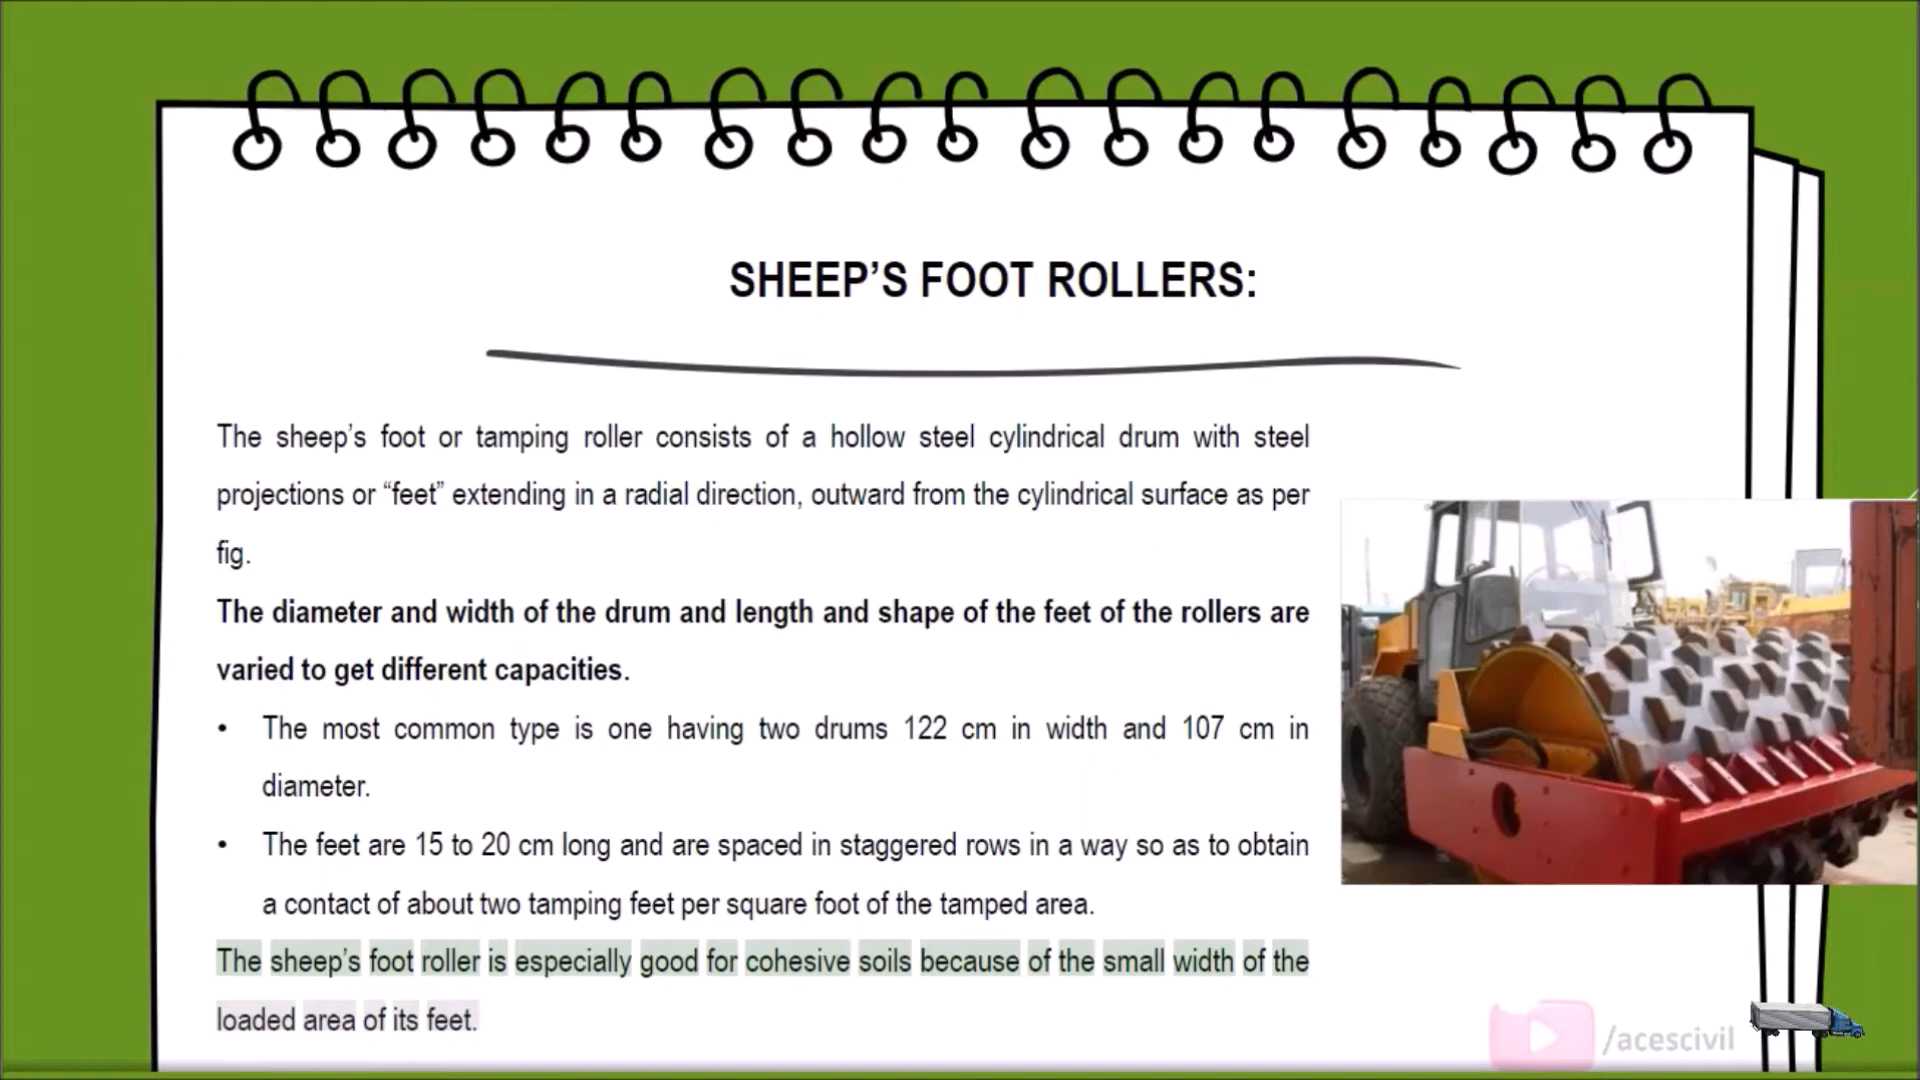 SHEEP’S FOOT ROLLERS:
The sheep’s foot or tamping roller consists of a hollow steel cylindrical drum with steel
projections or “feet” extending in a radial direction, outward from the cylindrical surface as per
fig.
The diameter and width of the drum and length and shape of the feet of the rollers are
varied to get different capacities.
• The most common type is one having two drums 122 cm in width and 107 cm in
diameter.
• The feet are 15 to 20 cm long and are spaced in staggered rows in a way so as to obtain
a contact of about two tamping feet per square foot of the tamped area.
The sheep’s foot roller is especially good for cohesive soils because of the small width of the
loaded area of its feet.
/acescivil